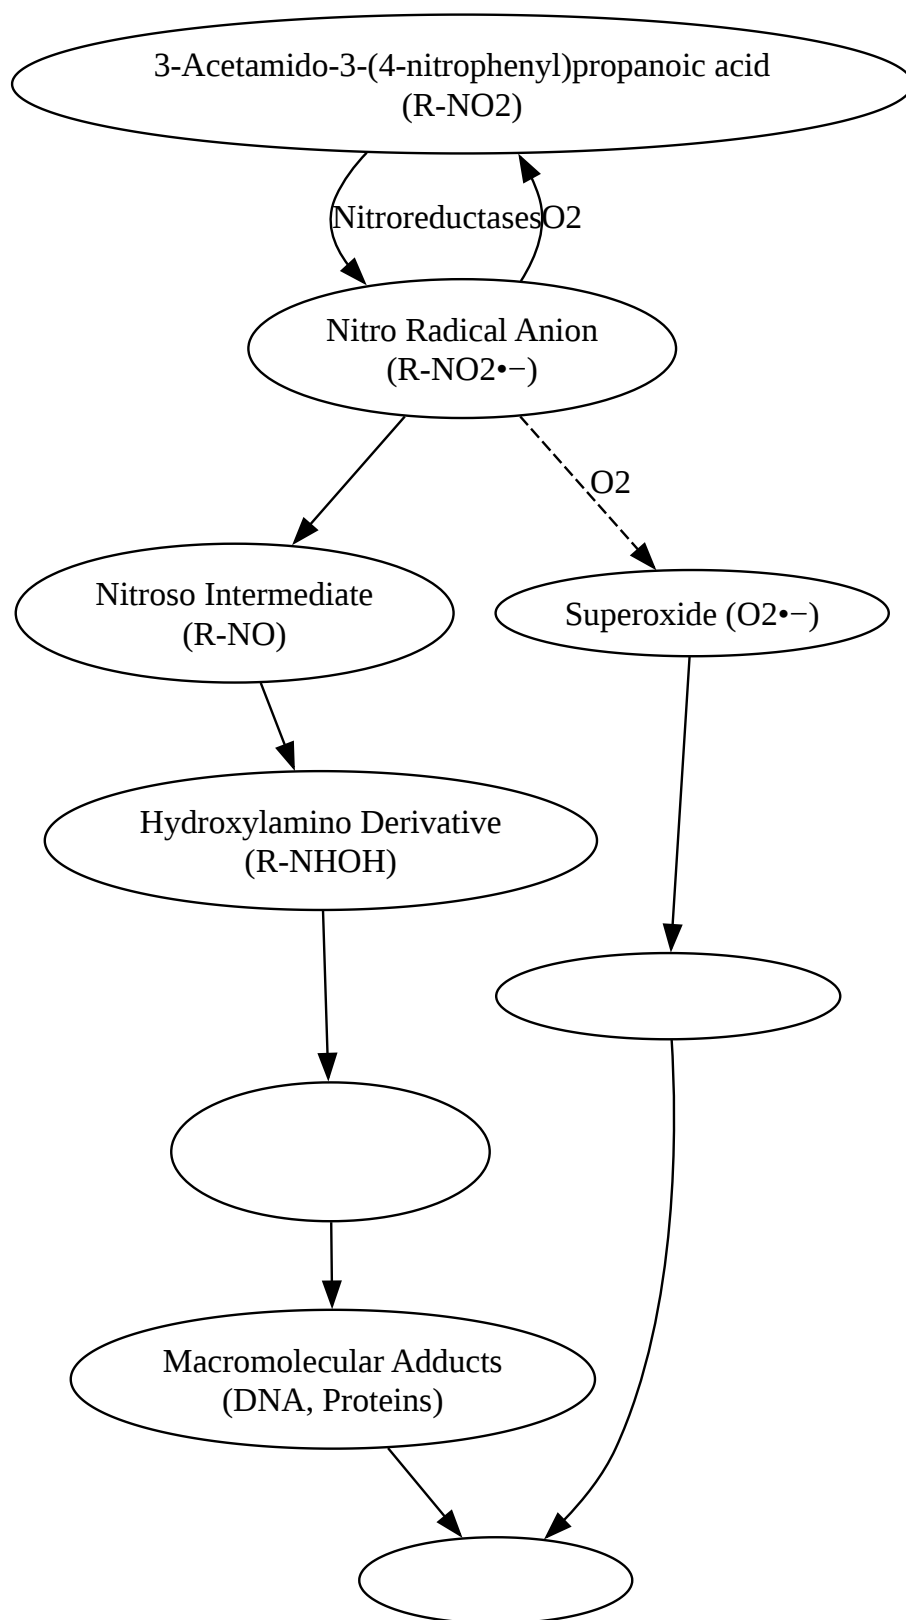 3-Acetamido-3-(4-nitrophenyl)propanoic acid
(R-NO2)
Nitroreductases
O2
Nitro Radical Anion
(R-NO2•−)
O2
Nitroso Intermediate
(R-NO)
Superoxide (O2•−)
Hydroxylamino Derivative
(R-NHOH)
Macromolecular Adducts
(DNA, Proteins)